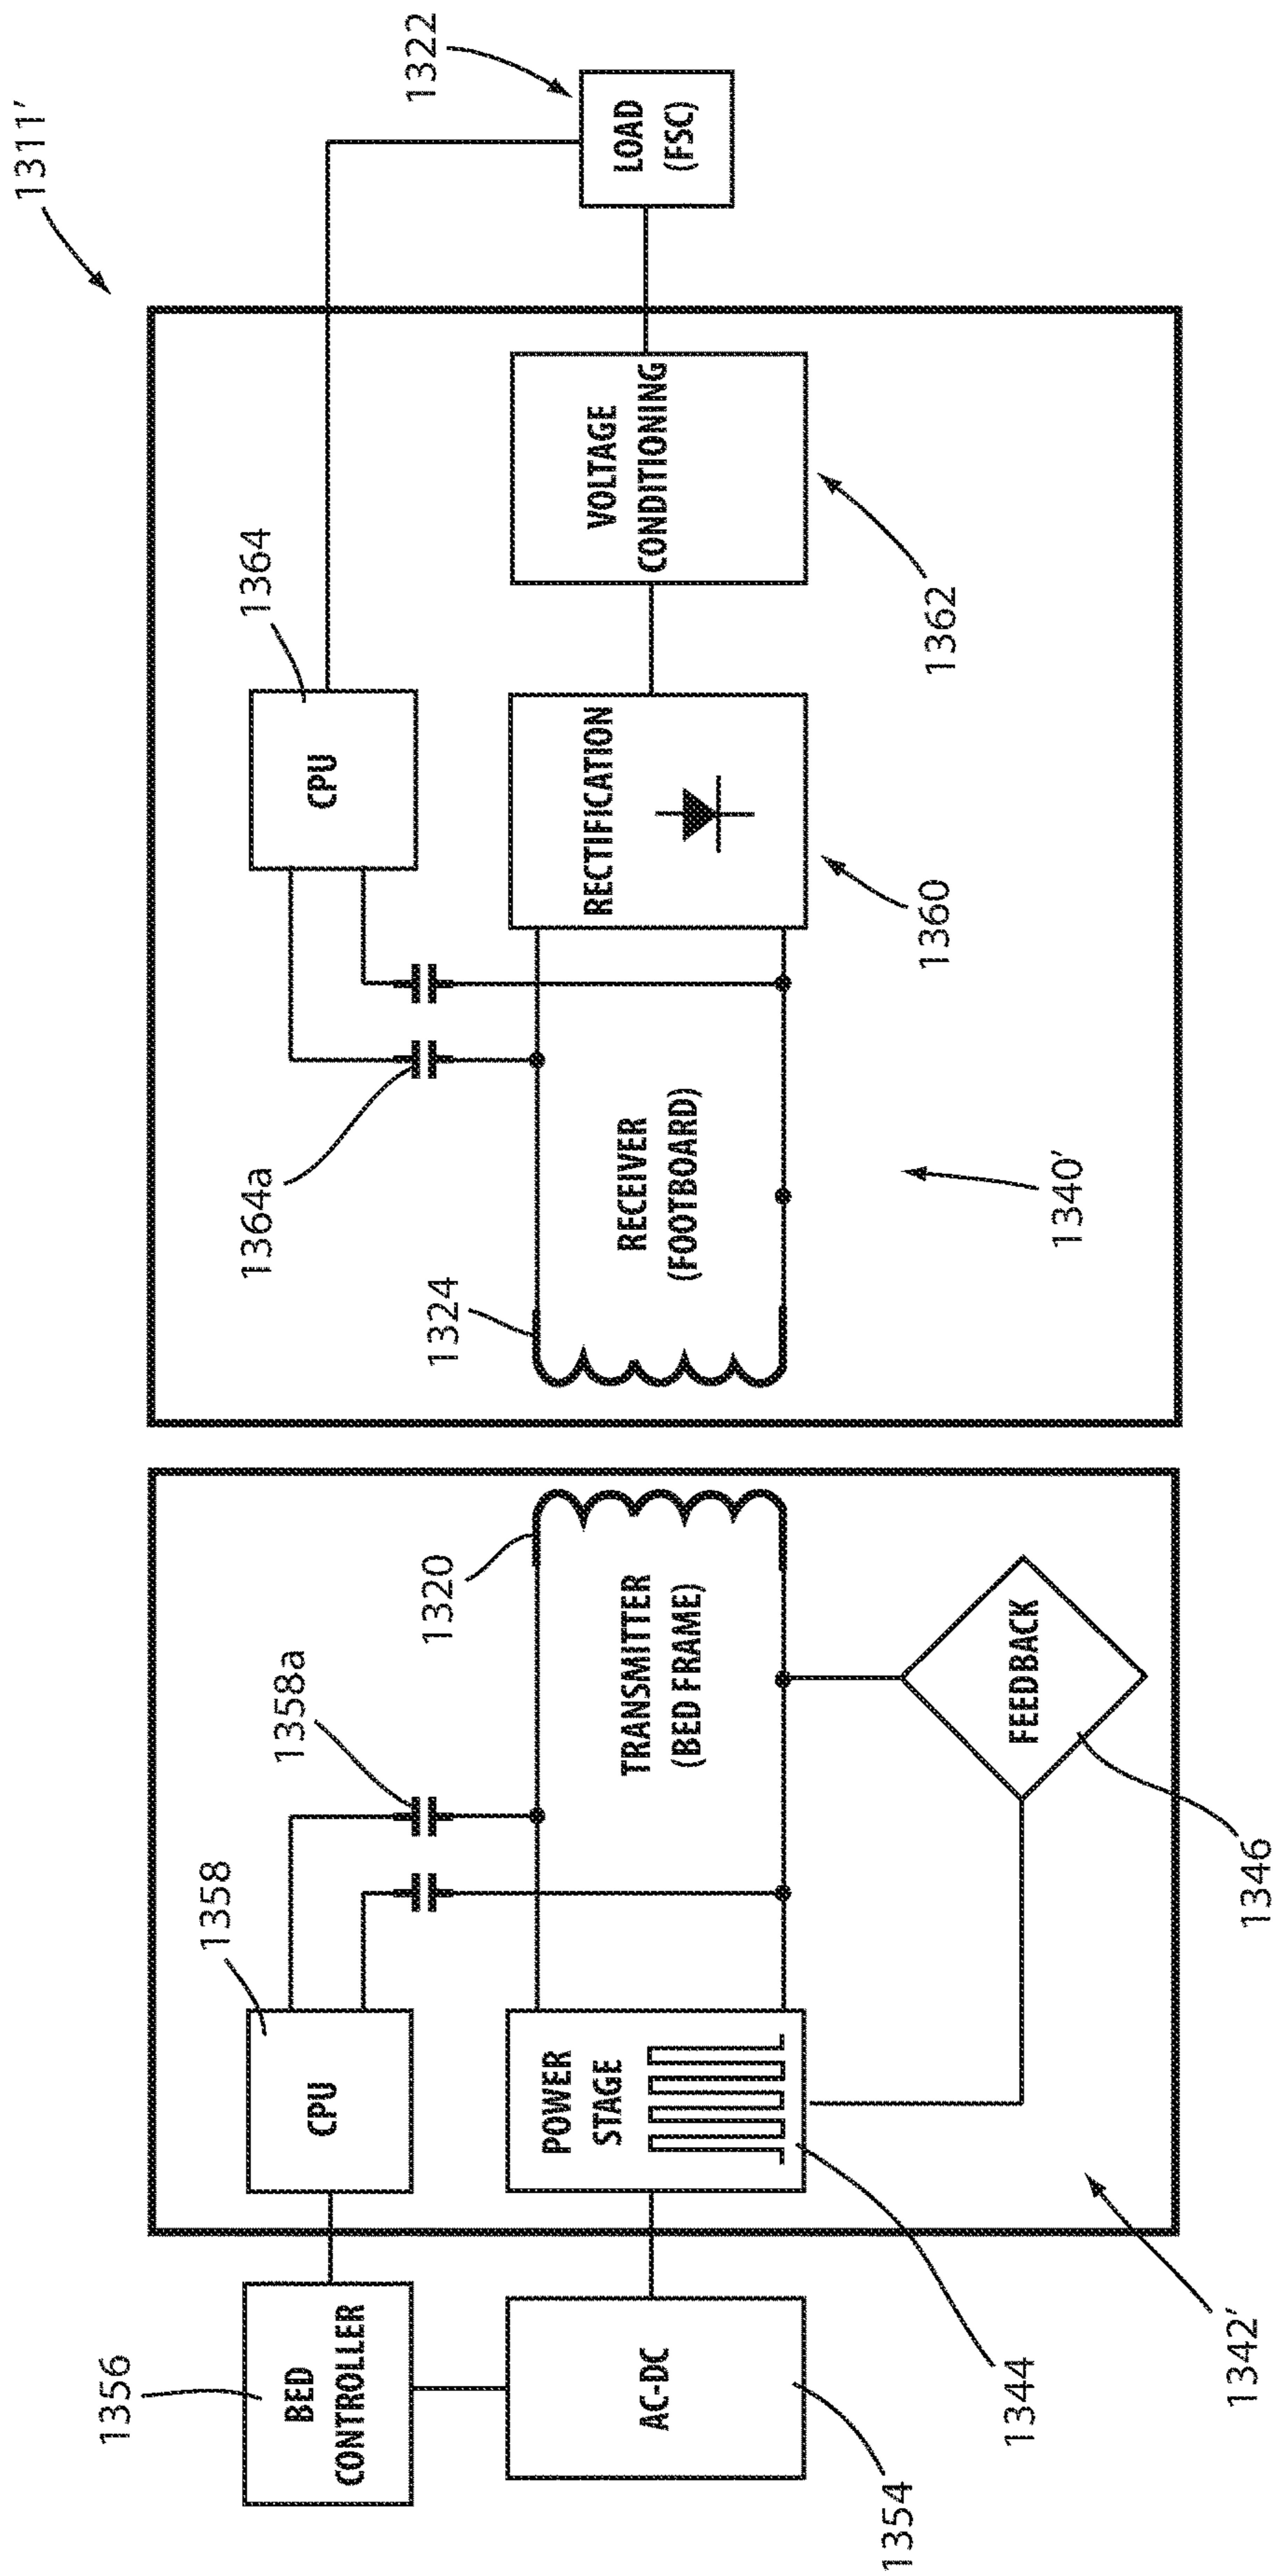 1311′
1356
BED
CONTROLLER
1358
CPU
1358a
1320
1364a
1324
1364
CPU
1322
LOAD
(FSC)
AC-DC
1354
POWER
STAGE
1344
TRANSMITTER
(BED FRAME)
FEEDBACK
1346
1342′
RECEIVER
(FOOTBOARD)
1340′
RECTIFICATION
1360
VOLTAGE
CONDITIONING
1362